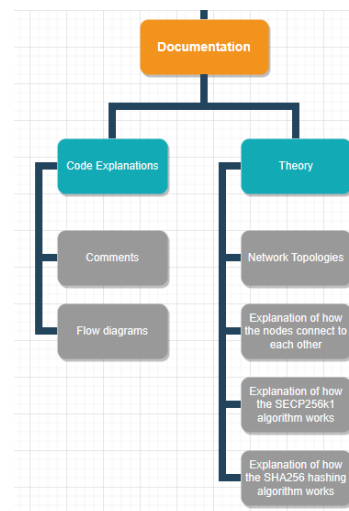 Documentation
Code Explanations
Theory
Comments
Network Topologies
Flow diagrams
Explanation of how
the nodes connect to
each other
Explanation of how
the SECP256k1
algorithm works
Explanation of how
the SHA256 hashing
algorithm works